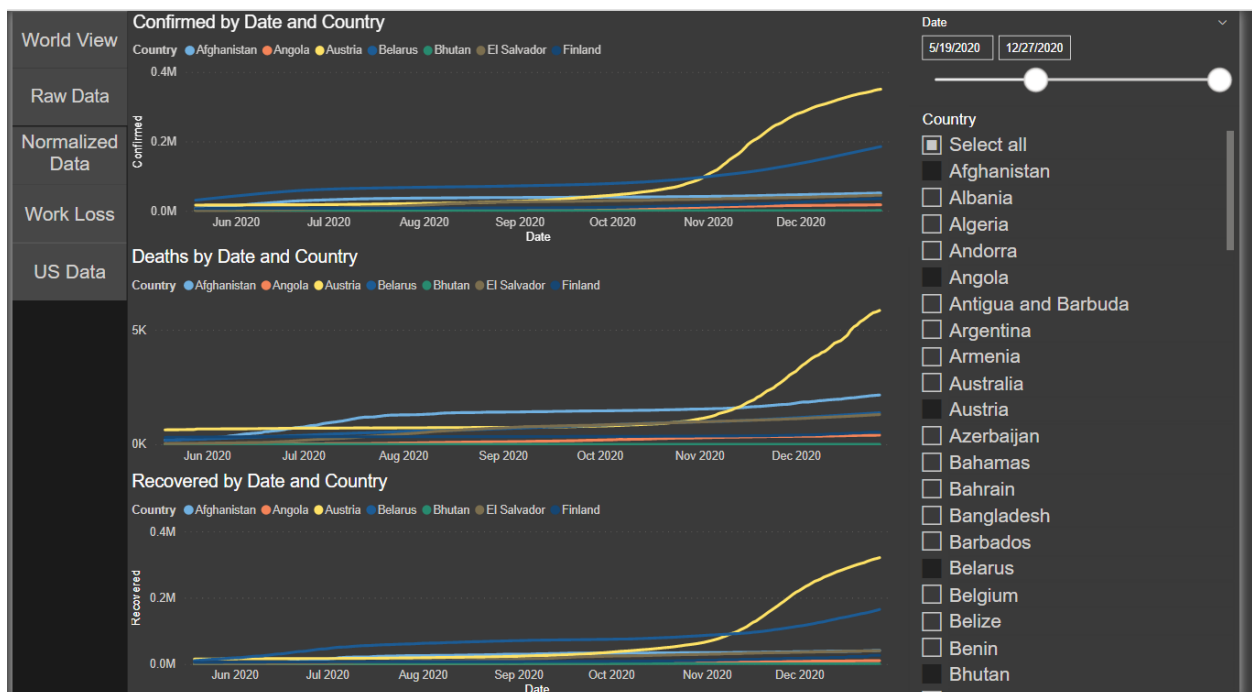 World View
Raw Data
Normalized
Data
Work Loss
US Data
Confirmed by Date and Country
Country Afghanistan Angola Austria Belarus Bhutan El Salvador Finland
0.4M
0.2M
0.0M
Confirmed
Jun 2020 Jul 2020 Aug 2020 Sep 2020 Oct 2020 Nov 2020 Dec 2020
Date
Deaths by Date and Country
Country Afghanistan Angola Austria Belarus Bhutan El Salvador Finland
5K
0K
Jun 2020 Jul 2020 Aug 2020 Sep 2020 Oct 2020 Nov 2020 Dec 2020
Recovered by Date and Country
Country Afghanistan Angola Austria Belarus Bhutan El Salvador Finland
0.4M
0.2M
0.0M
Recovered
Jun 2020 Jul 2020 Aug 2020 Sep 2020 Oct 2020 Nov 2020 Dec 2020
Date
Date
5/19/2020 12/27/2020
Country
Select all
Afghanistan
Albania
Algeria
Andorra
Angola
Antigua and Barbuda
Argentina
Armenia
Australia
Austria
Azerbaijan
Bahamas
Bahrain
Bangladesh
Barbados
Belarus
Belgium
Belize
Benin
Bhutan